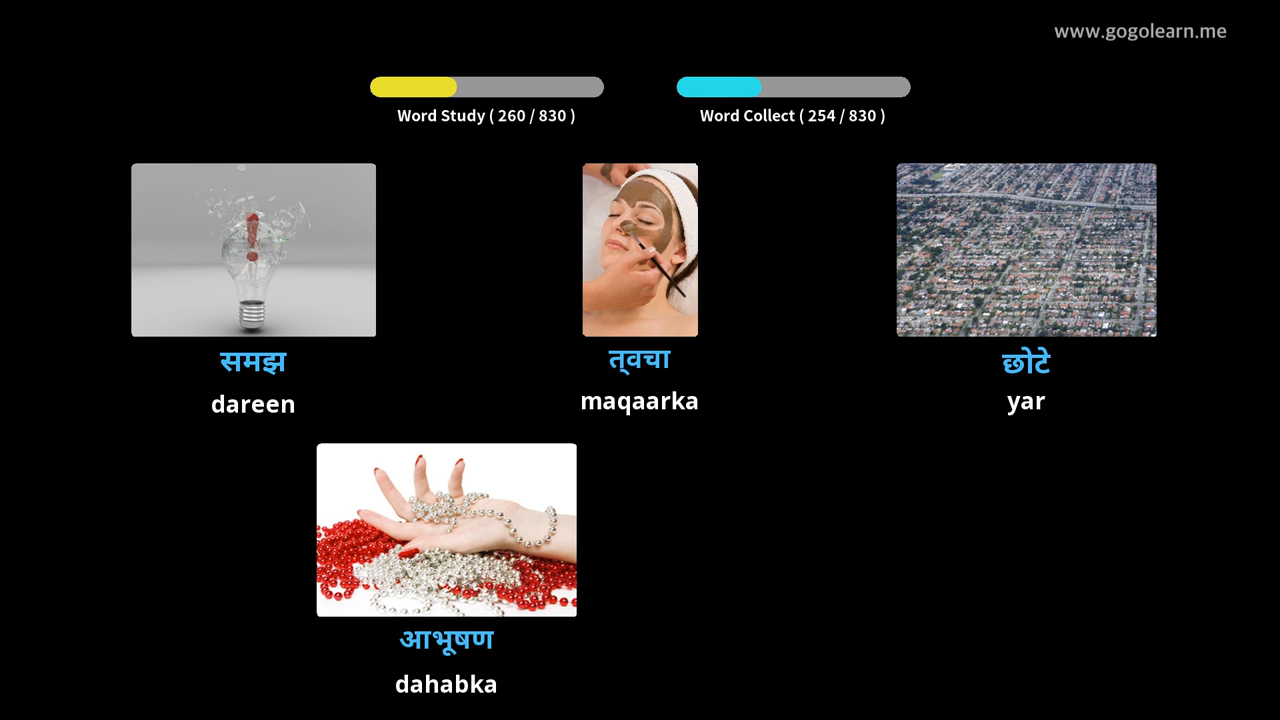 www.gogolearn.me
Word Study ( 260 / 830 )
Word Collect ( 254 / 830 )
समझ
dareen
त्वचा
maqaarka
छोटे
yar
आभूषण
dahabka